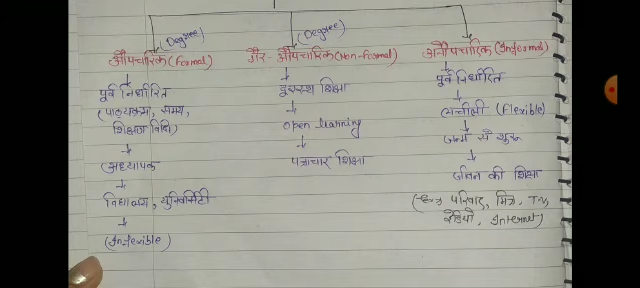 (Degree)
(Degree)
औपचारिक (Formal)
गैर औपचारिक (Non-Formal)
अनौपचारिक (Informal)
पूर्व निर्धारित
(पाठ्यक्रम, समय,
शिक्षण विधि)
अध्यापक
विद्यालय, युनिवर्सिटी
(Inflexible)
दूरस्थ शिक्षा
open learning
पत्राचार शिक्षा
पूर्व निर्धारित
लचीली (Flexible)
जन्म से शुरू
जीवन की शिक्षा
परिवार, मित्र, TV,
रेडियो, Internet)